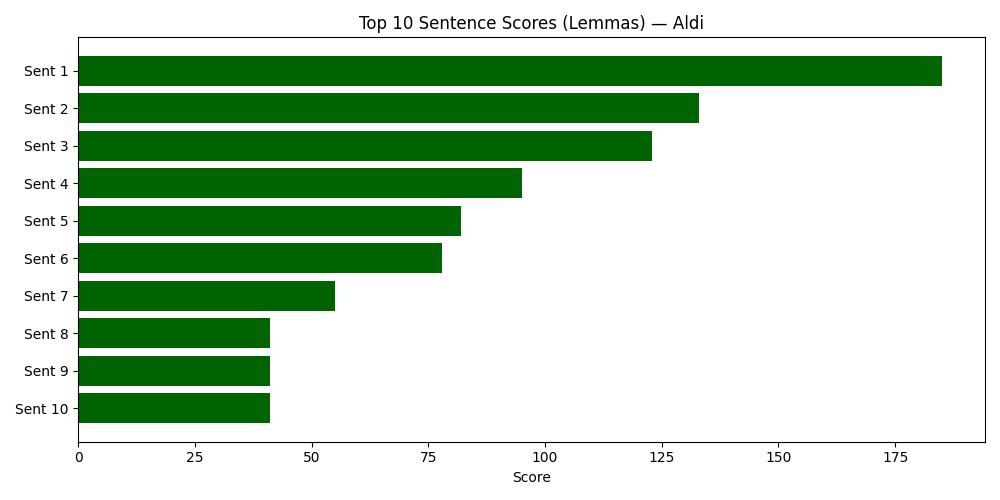 Top 10 Sentence Scores (Lemmas) — Aldi
Sent 1
Sent 2
Sent 3
Sent 4
Sent 5
Sent 6
Sent 7
Sent 8
Sent 9
Sent 10
0 25 50 75 100 125 150 175
Score